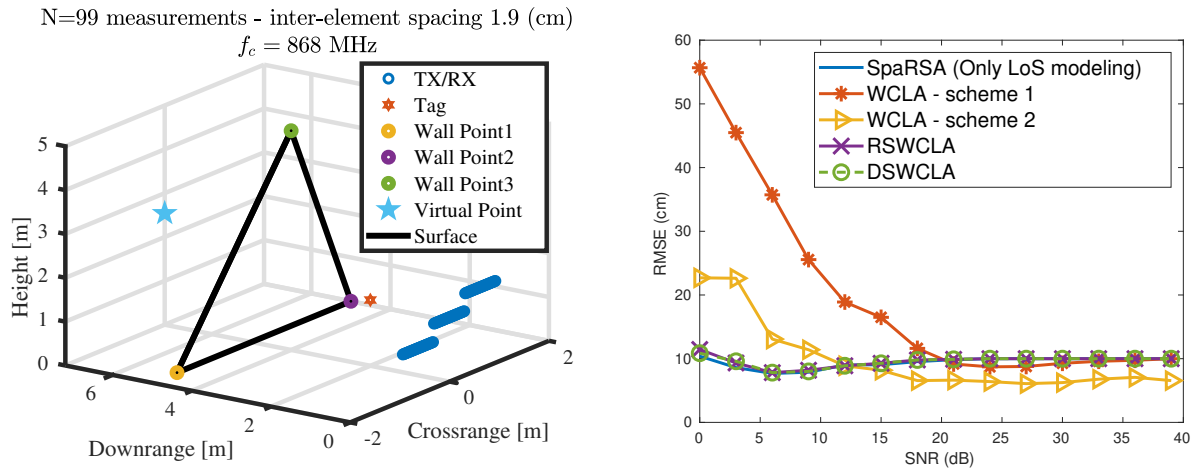 N=99 measurements - inter-element spacing 1.9 (cm)
f_c = 868 MHz
TX/RX
Tag
Wall Point1
Wall Point2
Wall Point3
Virtual Point
Surface
Height [m]
5
4
3
2
1
0
6
4
2
0
Downrange [m]
-2
0
2
Crossrange [m]
60
50
40
30
20
10
0
RMSE (cm)
SpaRSA (Only LoS modeling)
WCLA - scheme 1
WCLA - scheme 2
RSWCLA
DSWCLA
0 5 10 15 20 25 30 35 40
SNR (dB)